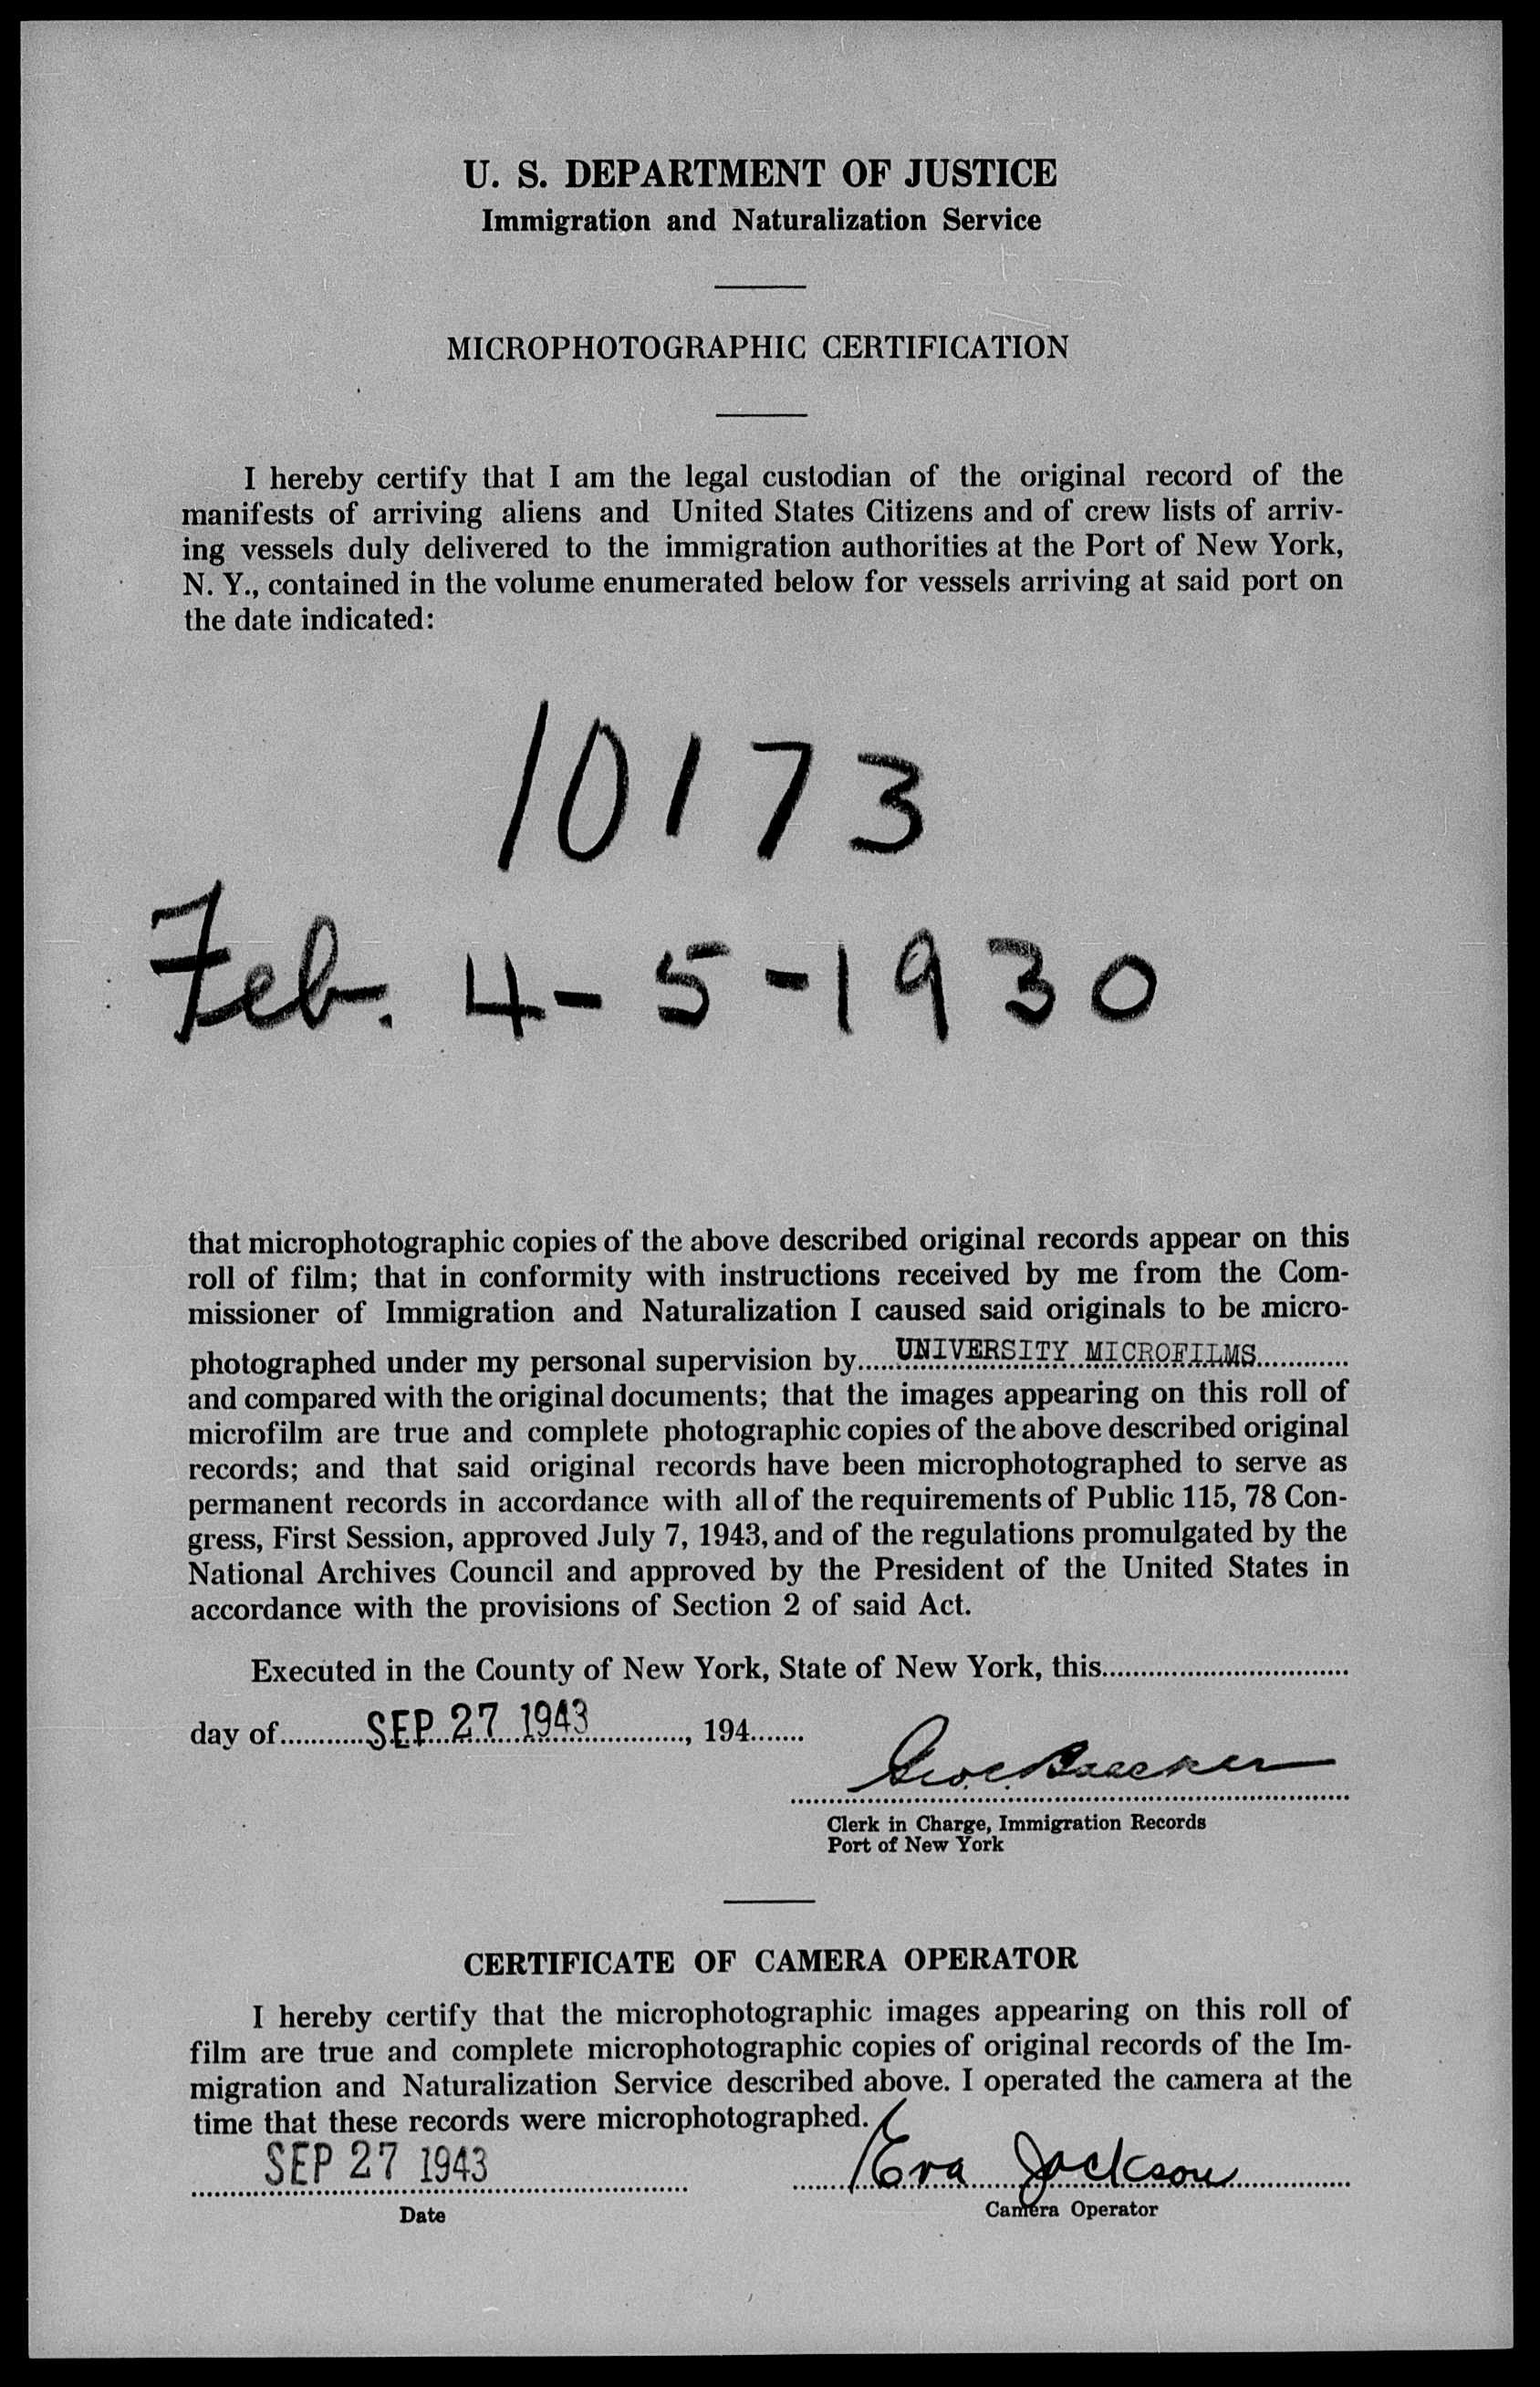 U. S. DEPARTMENT OF JUSTICE
Immigration and Naturalization Service
MICROPHOTOGRAPHIC CERTIFICATION
I hereby certify that I am the legal custodian of the original record of the
manifests of arriving aliens and United States Citizens and of crew lists of arriv-
ing vessels duly delivered to the immigration authorities at the Port of New York,
N. Y., contained in the volume enumerated below for vessels arriving at said port on
the date indicated:
10173
Feb. 4-5-1930
that microphotographic copies of the above described original records appear on this
roll of film; that in conformity with instructions received by me from the Com-
missioner of Immigration and Naturalization I caused said originals to be micro-
photographed under my personal supervision by UNIVERSITY MICROFILMS
and compared with the original documents; that the images appearing on this roll of
microfilm are true and complete photographic copies of the above described original
records; and that said original records have been microphotographed to serve as
permanent records in accordance with all of the requirements of Public 115, 78 Con-
gress, First Session, approved July 7, 1943, and of the regulations promulgated by the
National Archives Council and approved by the President of the United States in
accordance with the provisions of Section 2 of said Act.
Executed in the County of New York, State of New York, this
day of SEP 27 1943, 194
Clerk in Charge, Immigration Records
Port of New York
CERTIFICATE OF CAMERA OPERATOR
I hereby certify that the microphotographic images appearing on this roll of
film are true and complete microphotographic copies of original records of the Im-
migration and Naturalization Service described above. I operated the camera at the
time that these records were microphotographed.
SEP 27 1943 Eva Jackson
Date Camera Operator